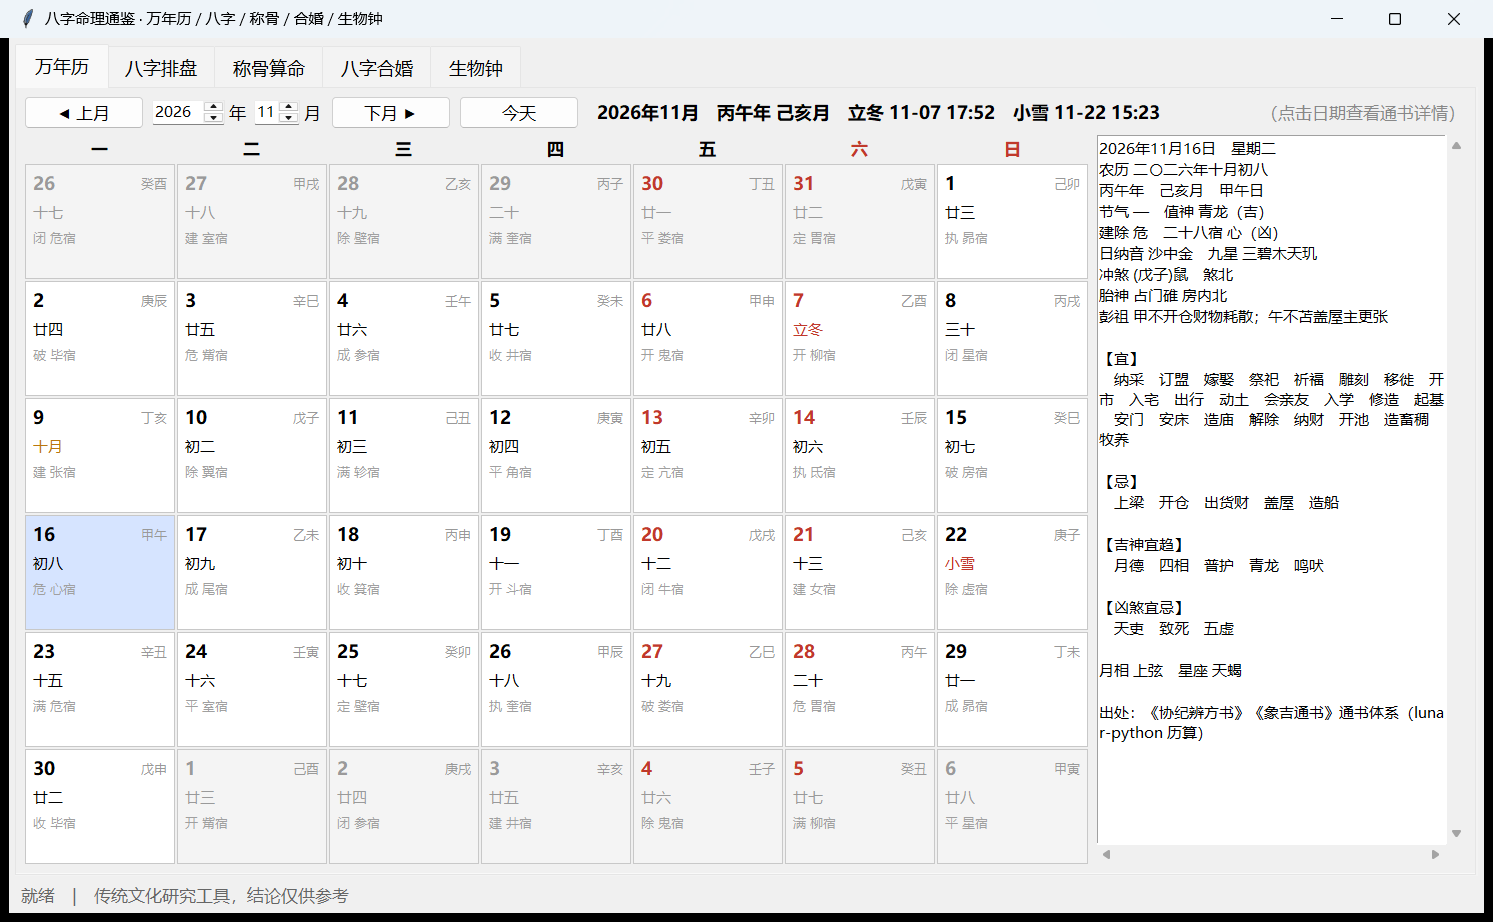 八字命理通鉴 · 万年历 / 八字 / 称骨 / 合婚 / 生物钟
万年历 八字排盘 称骨算命 八字合婚 生物钟
◄ 上月 2026 年 11 月 下月 ► 今天 2026年11月 丙午年 己亥月 立冬 11-07 17:52 小雪 11-22 15:23 (点击日期查看通书详情)
一 二 三 四 五 六 日
26 癸酉 27 甲戌 28 乙亥 29 丙子 30 丁丑 31 戊寅 1 己卯
十七 十八 十九 二十 廿一 廿二 廿三
闭 危宿 建 室宿 除 壁宿 满 奎宿 平 娄宿 定 胃宿 执 昴宿
2 庚辰 3 辛巳 4 壬午 5 癸未 6 甲申 7 乙酉 8 丙戌
廿四 廿五 廿六 廿七 廿八 立冬 三十
破 毕宿 危 觜宿 成 参宿 收 井宿 开 鬼宿 开 柳宿 闭 星宿
9 丁亥 10 戊子 11 己丑 12 庚寅 13 辛卯 14 壬辰 15 癸巳
十月 初二 初三 初四 初五 初六 初七
建 张宿 除 翼宿 满 轸宿 平 角宿 定 亢宿 执 氐宿 破 房宿
16 甲午 17 乙未 18 丙申 19 丁酉 20 戊戌 21 己亥 22 庚子
初八 初九 初十 十一 十二 十三 小雪
危 心宿 成 尾宿 收 箕宿 开 斗宿 闭 牛宿 建 女宿 除 虚宿
23 辛丑 24 壬寅 25 癸卯 26 甲辰 27 乙巳 28 丙午 29 丁未
十五 十六 十七 十八 十九 二十 廿一
满 危宿 平 室宿 定 壁宿 执 奎宿 破 娄宿 危 胃宿 成 昴宿
30 戊申 1 己酉 2 庚戌 3 辛亥 4 壬子 5 癸丑 6 甲寅
廿二 廿三 廿四 廿五 廿六 廿七 廿八
收 毕宿 开 觜宿 闭 参宿 建 井宿 除 鬼宿 满 柳宿 平 星宿
2026年11月16日 星期二
农历 二〇二六年十月初八
丙午年 己亥月 甲午日
节气 — 值神 青龙（吉）
建除 危 二十八宿 心（凶）
日纳音 沙中金 九星 三碧木天玑
冲煞 (戊子)鼠 煞北
胎神 占门碓 房内北
彭祖 甲不开仓财物耗散；午不苫盖屋主更张
【宜】
纳采 订盟 嫁娶 祭祀 祈福 雕刻 移徙 开
市 入宅 出行 动土 会亲友 入学 修造 起基
安门 安床 造庙 解除 纳财 开池 造畜稠
牧养
【忌】
上梁 开仓 出货财 盖屋 造船
【吉神宜趋】
月德 四相 普护 青龙 鸣吠
【凶煞宜忌】
天吏 致死 五虚
月相 上弦 星座 天蝎
出处：《协纪辨方书》《象吉通书》通书体系（luna
r-python 历算）
就绪 | 传统文化研究工具，结论仅供参考